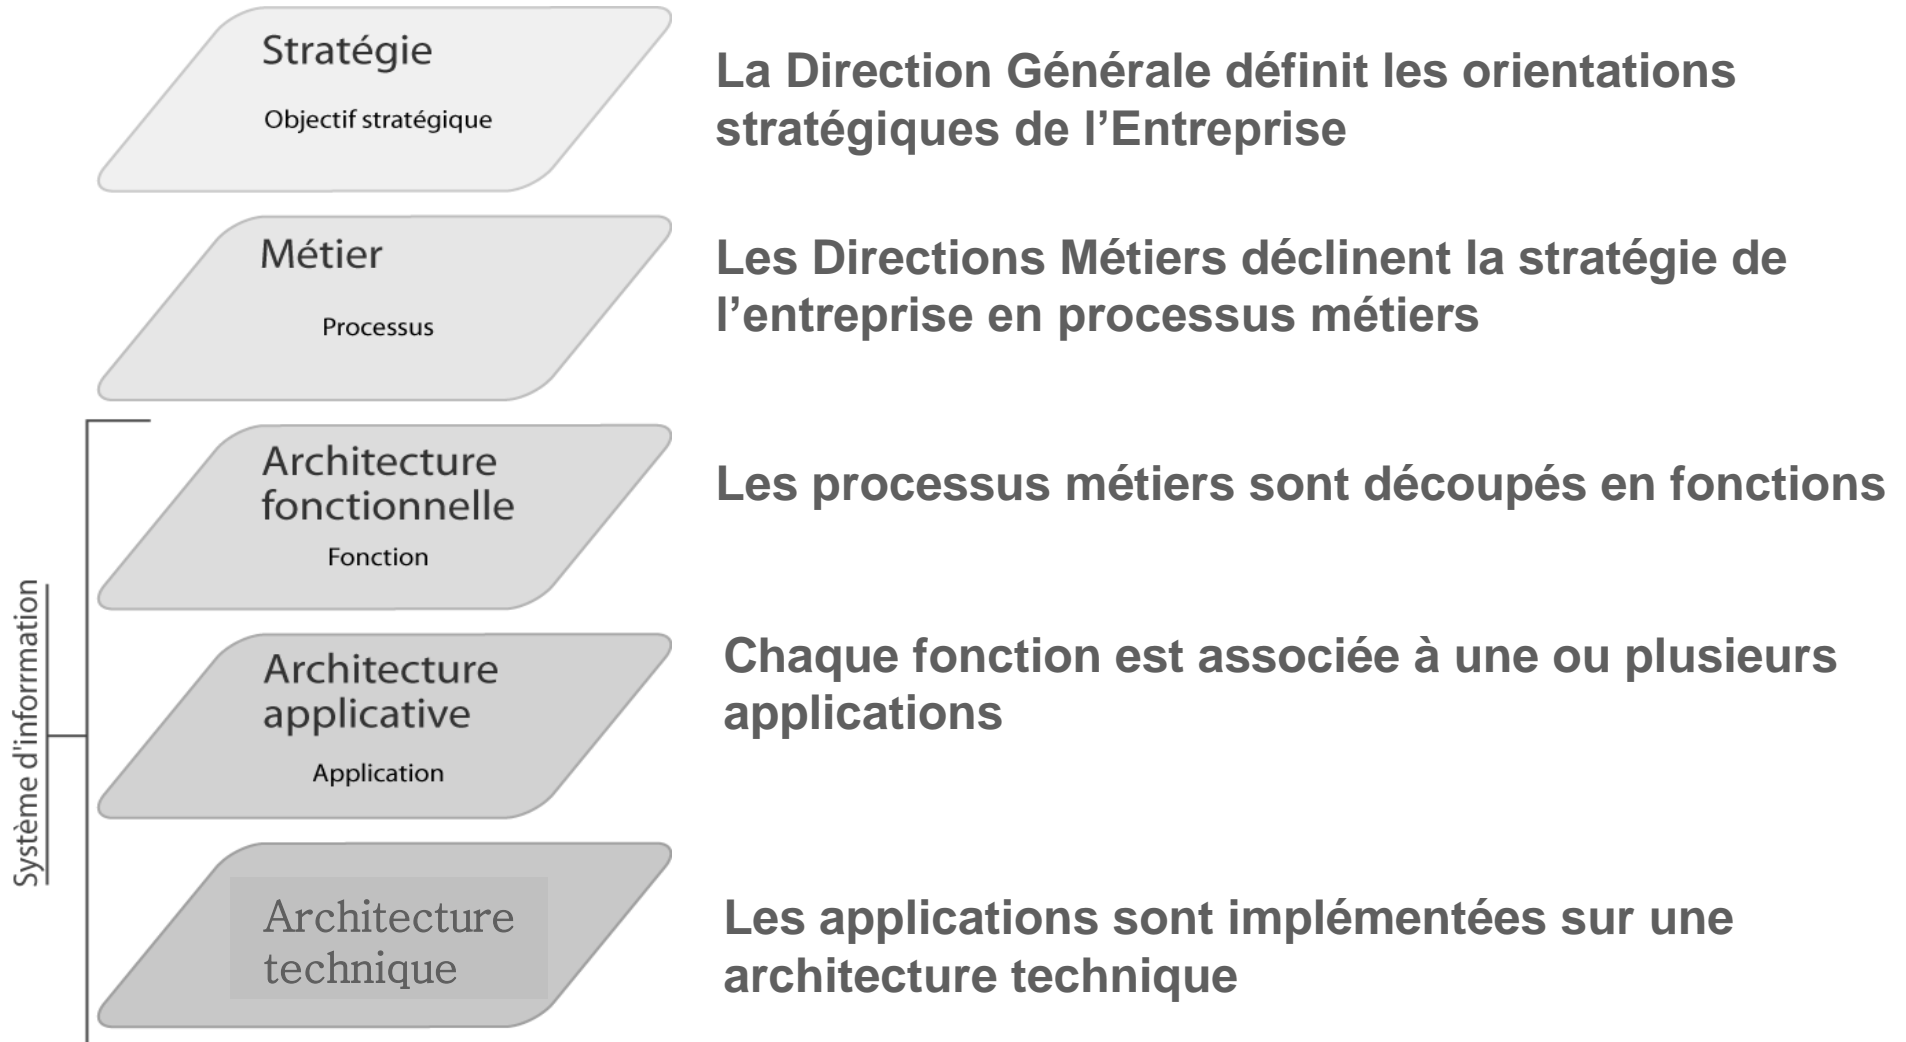 Stratégie
Objectif stratégique
La Direction Générale définit les orientations
stratégiques de l’Entreprise
Métier
Processus
Les Directions Métiers déclinent la stratégie de
l’entreprise en processus métiers
Architecture
fonctionnelle
Fonction
Les processus métiers sont découpés en fonctions
Système d'information
Architecture
applicative
Application
Chaque fonction est associée à une ou plusieurs
applications
Architecture
technique
Les applications sont implémentées sur une
architecture technique